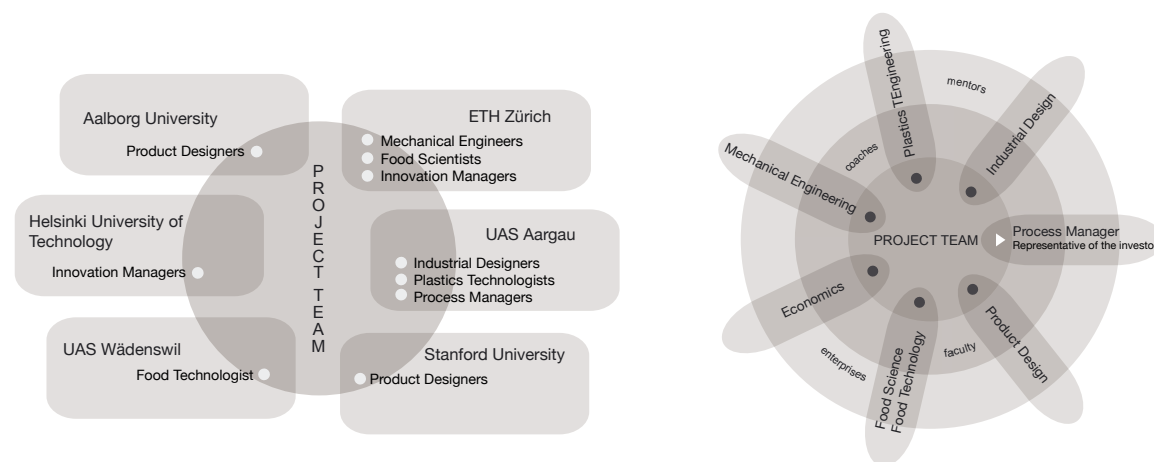 Aalborg University
Product Designers
Helsinki University of
Technology
Innovation Managers
UAS Wädenswil
Food Technologist
PROJECT TEAM
ETH Zürich
Mechanical Engineers
Food Scientists
Innovation Managers
UAS Aargau
Industrial Designers
Plastics Technologists
Process Managers
Stanford University
Product Designers
Plastics TEngineering
mentors
Industrial Design
coaches
Mechanical Engineering
PROJECT TEAM
Process Manager
Representative of the investo
Economics
Product Design
faculty
enterprises
Food Science
Food Technology